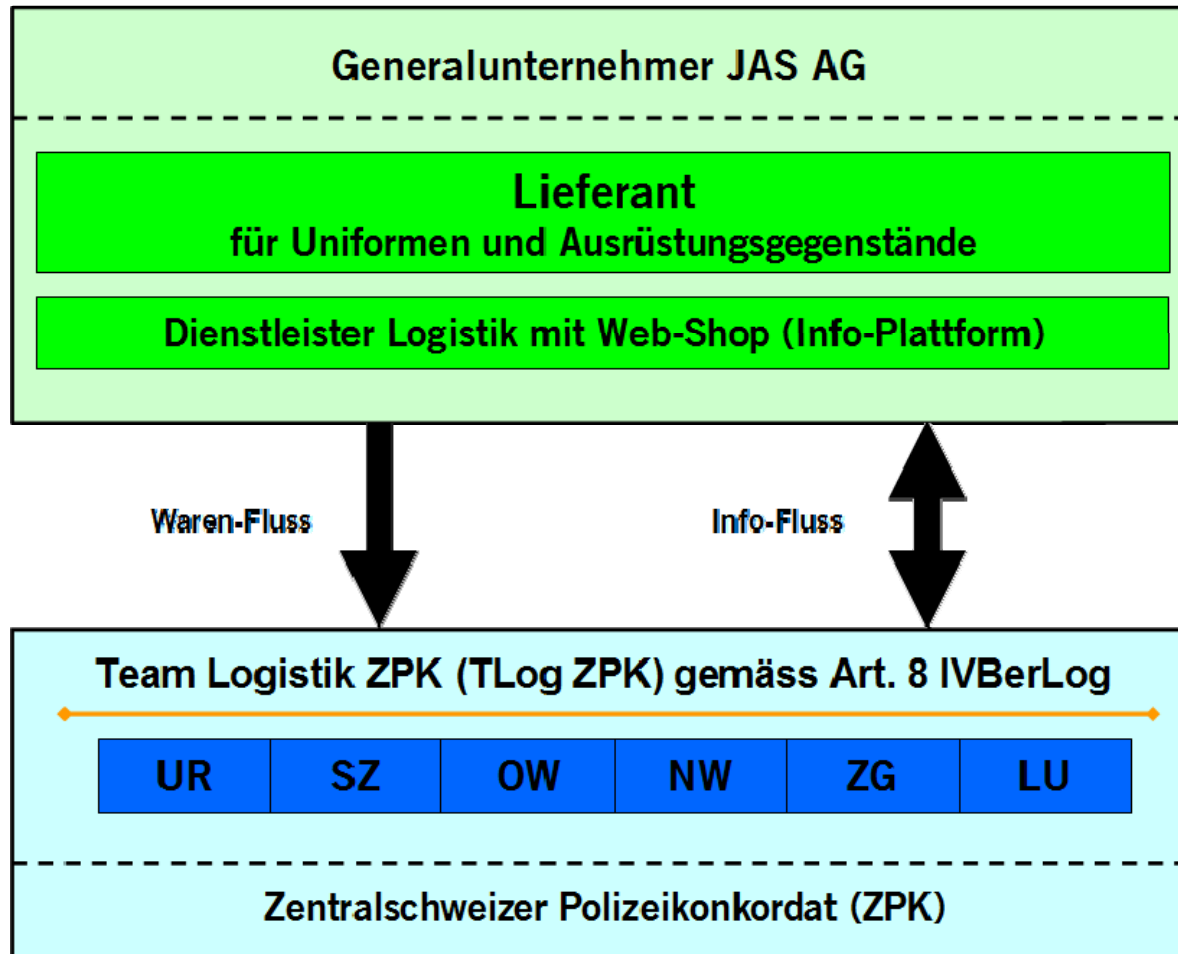 Generalunternehmer JAS AG
Lieferant
für Uniformen und Ausrüstungsgegenstände
Dienstleister Logistik mit Web-Shop (Info-Plattform)
Waren-Fluss
Info-Fluss
Team Logistik ZPK (TLog ZPK) gemäss Art. 8 IVBerLog
UR SZ OW NW ZG LU
Zentralschweizer Polizeikonkordat (ZPK)